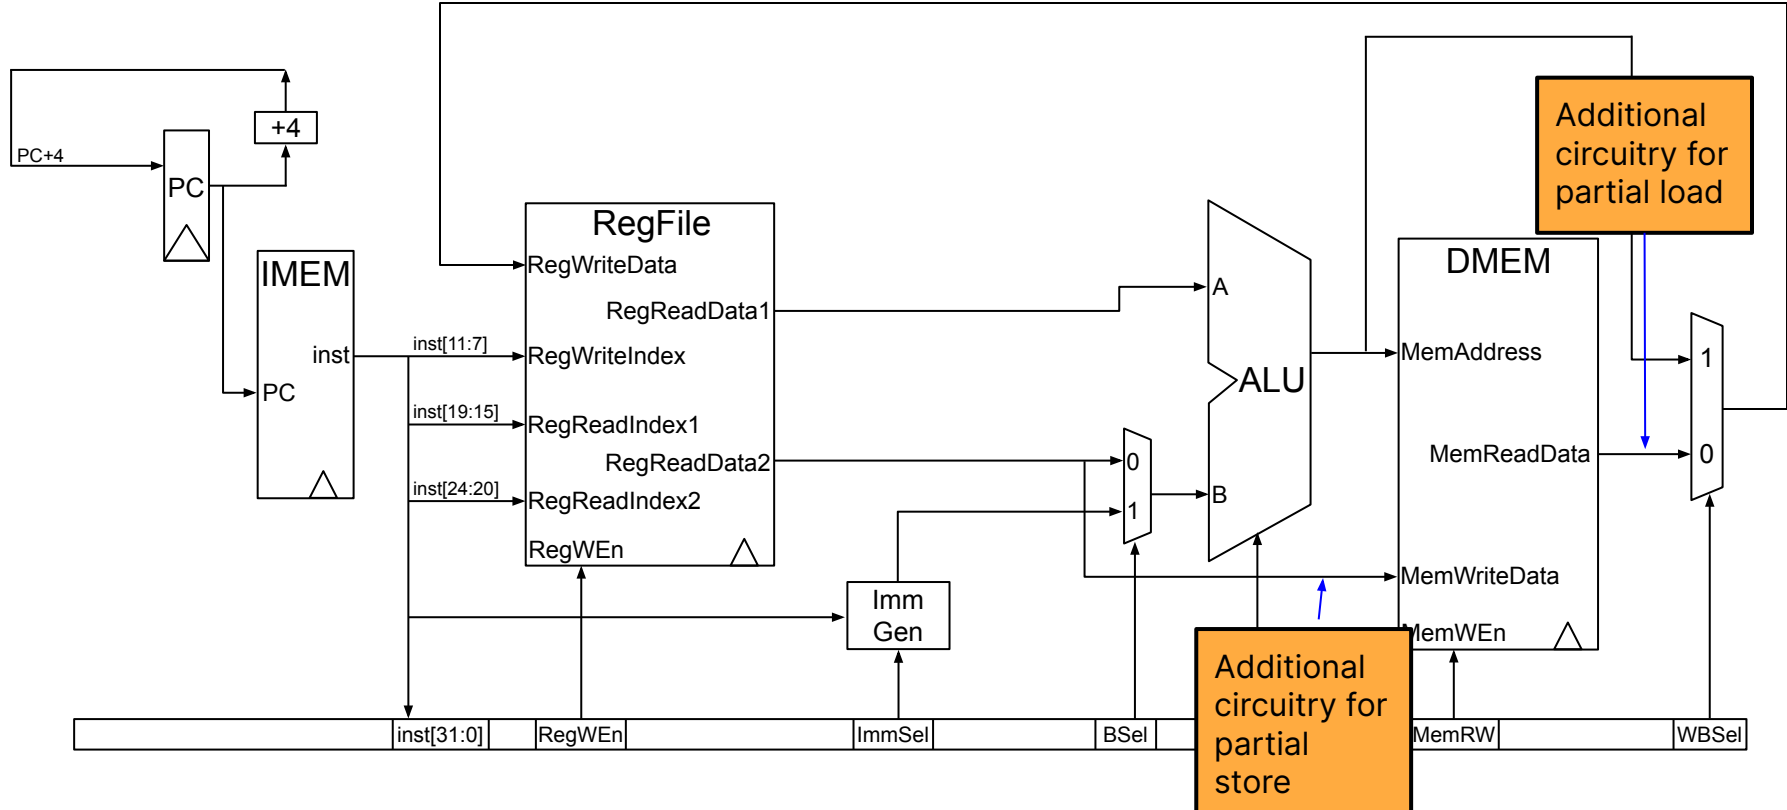 Additional
circuitry for
partial load
+4
PC+4
PC
RegFile
IMEM
DMEM
RegWriteData
A
RegReadData1
inst
inst[11:7]
RegWriteIndex
MemAddress
1
ALU
PC
inst[19:15]
RegReadIndex1
RegReadData2
0
MemReadData
0
inst[24:20]
RegReadIndex2
B
1
RegWEn
MemWriteData
Imm
Gen
MemWEn
Additional
circuitry for
partial
store
inst[31:0]
RegWEn
ImmSel
BSel
MemRW
WBSel